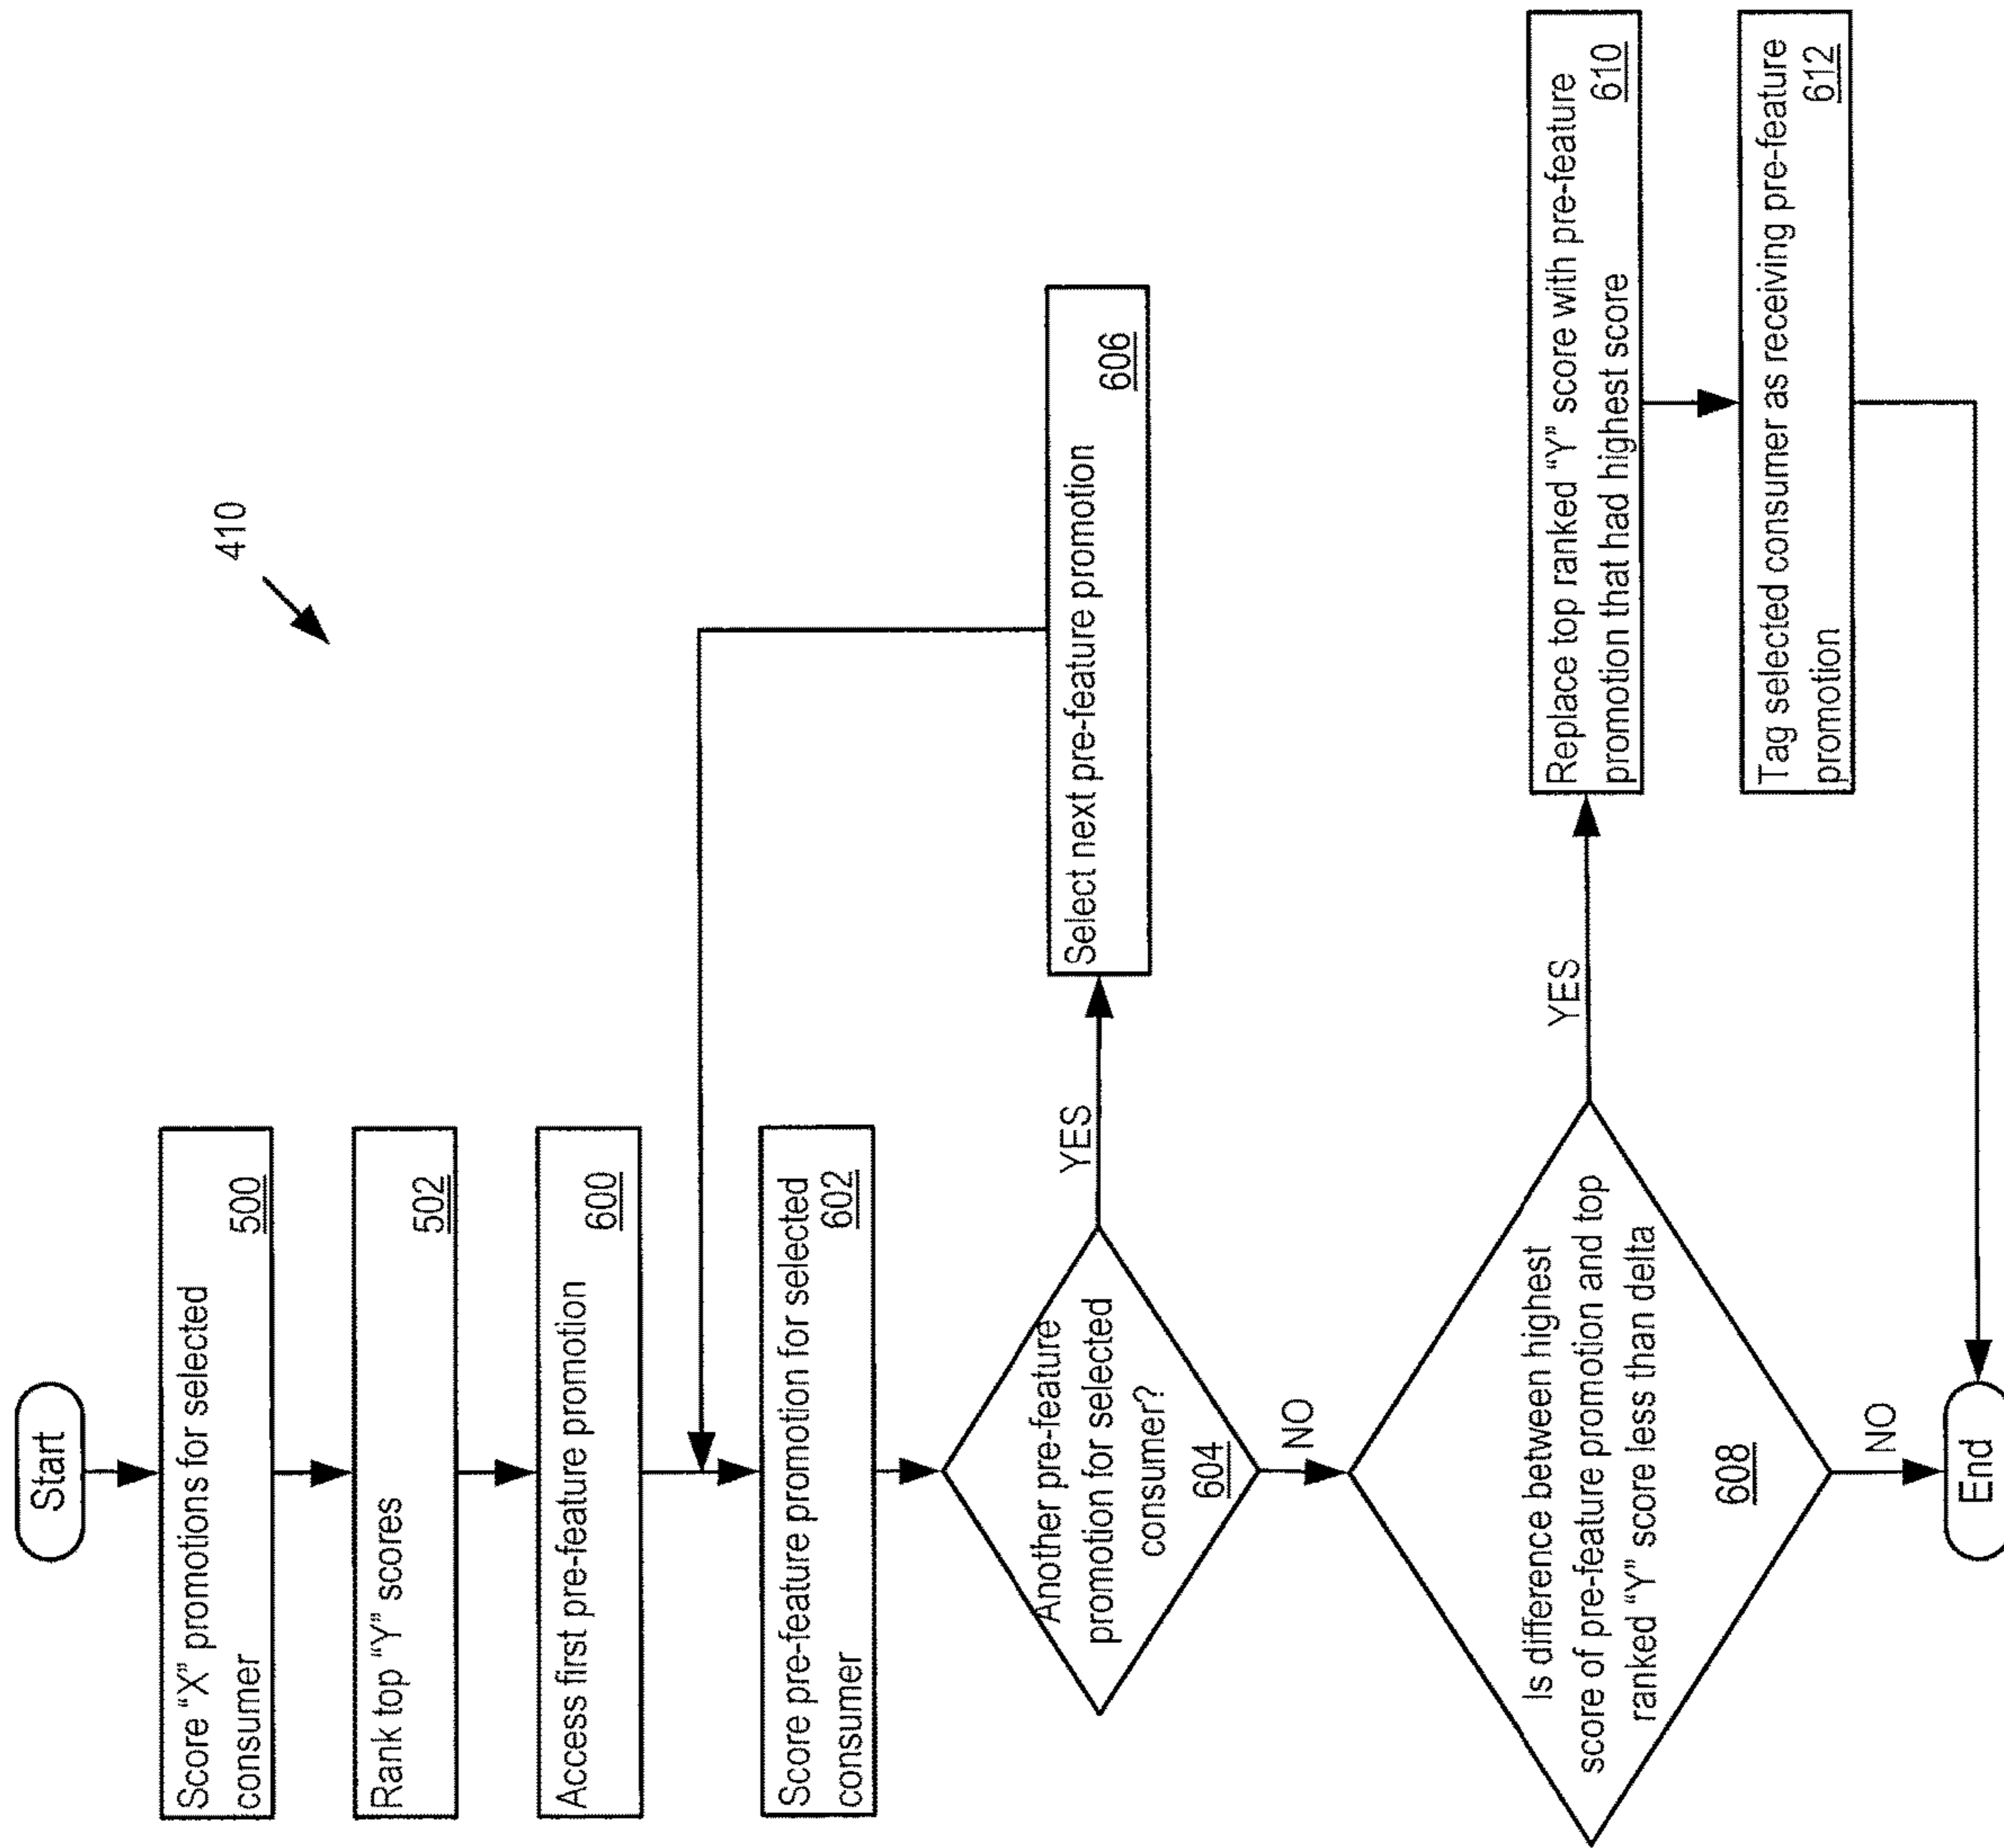 410
Start
Score “X” promotions for selected
consumer
500
Rank top “Y” scores
502
Access first pre-feature promotion
600
Score pre-feature promotion for selected
consumer
602
Another pre-feature
promotion for selected
consumer?
604
YES
Select next pre-feature promotion
606
NO
Is difference between highest
score of pre-feature promotion and top
ranked “Y” score less than delta
608
YES
Replace top ranked “Y” score with pre-feature
promotion that had highest score
610
Tag selected consumer as receiving pre-feature
promotion
612
NO
End